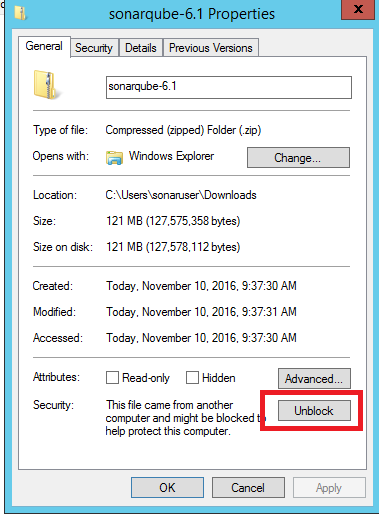 sonarqube-6.1 Properties
General Security Details Previous Versions
sonarqube-6.1
Type of file: Compressed (zipped) Folder (.zip)
Opens with: Windows Explorer Change...
Location: C:\Users\sonaruser\Downloads
Size: 121 MB (127,575,358 bytes)
Size on disk: 121 MB (127,578,112 bytes)
Created: Today, November 10, 2016, 9:37:30 AM
Modified: Today, November 10, 2016, 9:37:31 AM
Accessed: Today, November 10, 2016, 9:37:30 AM
Attributes: Read-only Hidden Advanced...
Security: This file came from another
computer and might be blocked to
help protect this computer.
Unblock
OK Cancel Apply